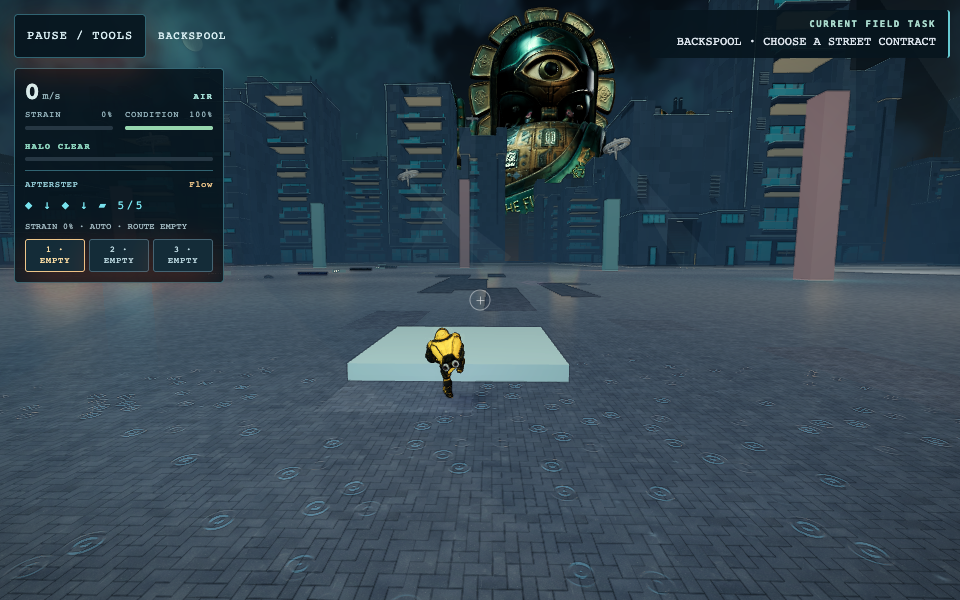 PAUSE / TOOLS
BACKSPOOL
CURRENT FIELD TASK
BACKSPOOL · CHOOSE A STREET CONTRACT
0 m/s
AIR
STRAIN 0%
CONDITION 100%
HALO CLEAR
AFTERSTEP Flow
◆ ↓ ◆ ↓ ▰ 5/5
STRAIN 0% · AUTO · ROUTE EMPTY
1 · EMPTY
2 · EMPTY
3 · EMPTY